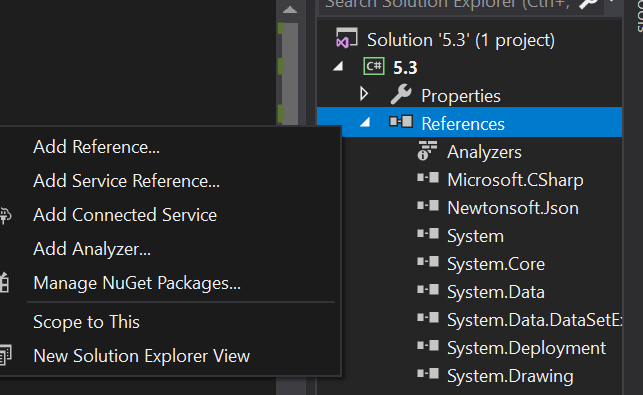 Search Solution Explorer (Ctrl+;
Solution '5.3' (1 project)
C# 5.3
Properties
References
Analyzers
Microsoft.CSharp
Newtonsoft.Json
System
System.Core
System.Data
System.Data.DataSetEx
System.Deployment
System.Drawing
Add Reference...
Add Service Reference...
Add Connected Service
Add Analyzer...
Manage NuGet Packages...
Scope to This
New Solution Explorer View